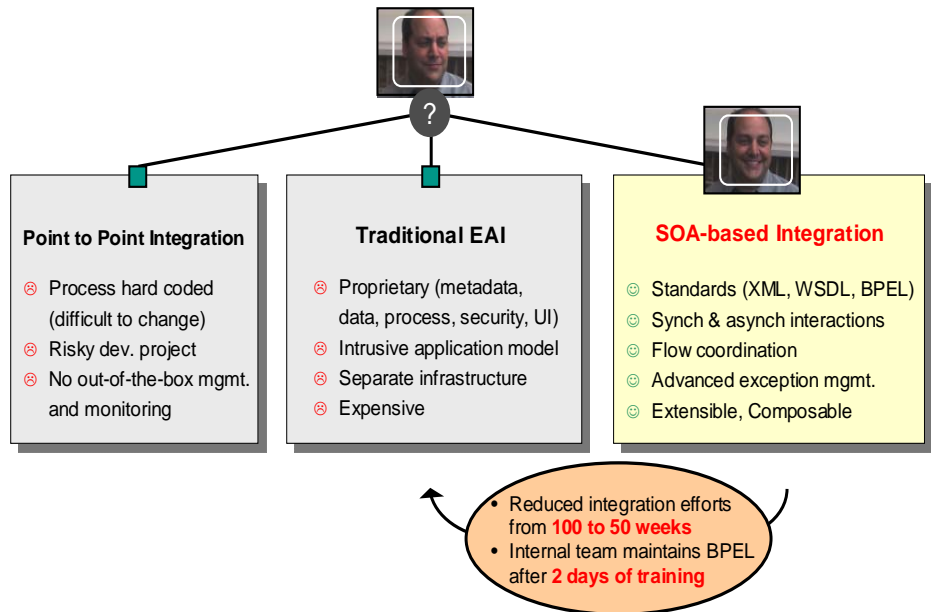 ?
Point to Point Integration
Process hard coded
(difficult to change)
Risky dev. project
No out-of-the-box mgmt.
and monitoring
Traditional EAI
Proprietary (metadata,
data, process, security, UI)
Intrusive application model
Separate infrastructure
Expensive
SOA-based Integration
Standards (XML, WSDL, BPEL)
Synch & asynch interactions
Flow coordination
Advanced exception mgmt.
Extensible, Composable
• Reduced integration efforts
from 100 to 50 weeks
• Internal team maintains BPEL
after 2 days of training